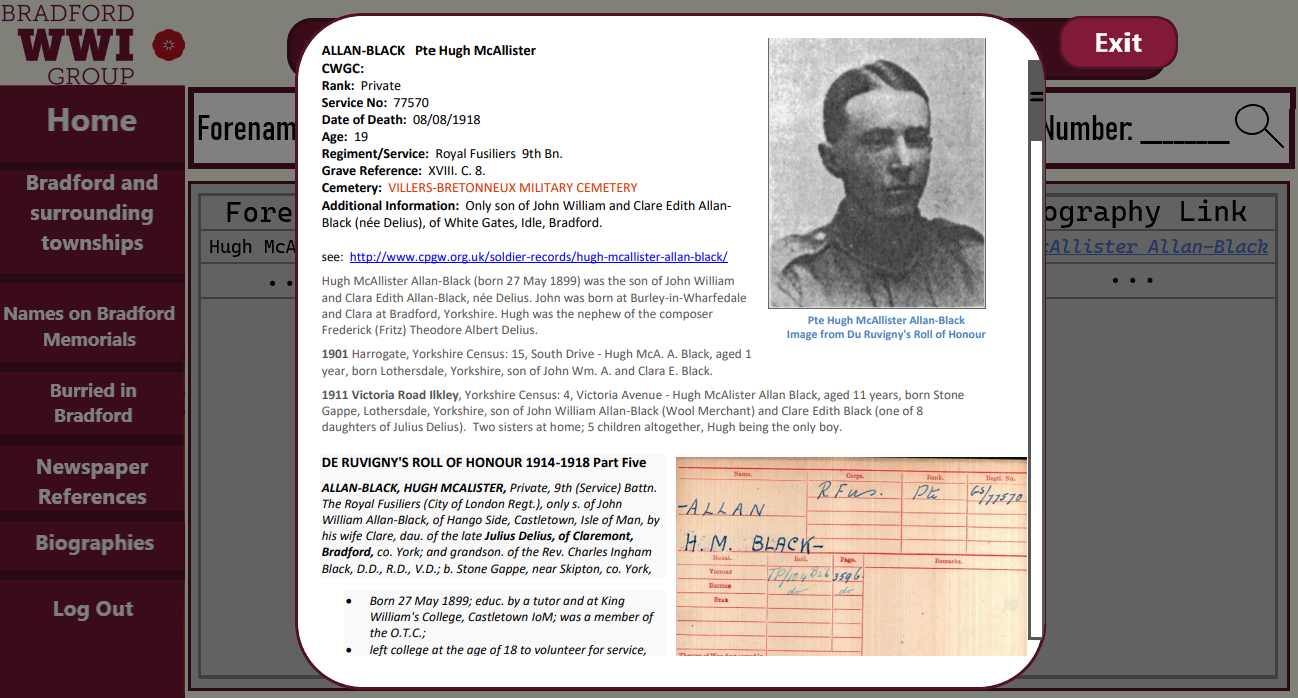 BRADFORD
WWI
GROUP
Exit
Home
Bradford and
surrounding
townships
Names on Bradford
Memorials
Burried in
Bradford
Newspaper
References
Biographies
Log Out
Forenam
Number: _______
Fore
ography Link
Hugh McA
cAllister Allan-Black
• •
• • •
ALLAN-BLACK Pte Hugh McAllister
CWGC:
Rank: Private
Service No: 77570
Date of Death: 08/08/1918
Age: 19
Regiment/Service: Royal Fusiliers 9th Bn.
Grave Reference: XVIII. C. 8.
Cemetery: VILLERS-BRETONNEUX MILITARY CEMETERY
Additional Information: Only son of John William and Clare Edith Allan-
Black (née Delius), of White Gates, Idle, Bradford.
see: http://www.cpgw.org.uk/soldier-records/hugh-mcallister-allan-black/
Hugh McAllister Allan-Black (born 27 May 1899) was the son of John William
and Clara Edith Allan-Black, née Delius. John was born at Burley-in-Wharfedale
and Clara at Bradford, Yorkshire. Hugh was the nephew of the composer
Frederick (Fritz) Theodore Albert Delius.
Pte Hugh McAllister Allan-Black
Image from Du Ruvigny's Roll of Honour
1901 Harrogate, Yorkshire Census: 15, South Drive - Hugh McA. A. Black, aged 1
year, born Lothersdale, Yorkshire, son of John Wm. A. and Clara E. Black.
1911 Victoria Road Ilkley, Yorkshire Census: 4, Victoria Avenue - Hugh McAlister Allan Black, aged 11 years, born Stone
Gappe, Lothersdale, Yorkshire, son of John William Allan-Black (Wool Merchant) and Clare Edith Black (one of 8
daughters of Julius Delius). Two sisters at home; 5 children altogether, Hugh being the only boy.
DE RUVIGNY'S ROLL OF HONOUR 1914-1918 Part Five
ALLAN-BLACK, HUGH MCALISTER, Private, 9th (Service) Battn.
The Royal Fusiliers (City of London Regt.), only s. of John
William Allan-Black, of Hango Side, Castletown, Isle of Man, by
his wife Clare, dau. of the late Julius Delius, of Claremont,
Bradford, co. York; and grandson. of the Rev. Charles Ingham
Black, D.D., R.D., V.D.; b. Stone Gappe, near Skipton, co. York,
• Born 27 May 1899; educ. by a tutor and at King
William's College, Castletown IoM; was a member of
the O.T.C.;
• left college at the age of 18 to volunteer for service,
Name. Corps. Rank. Regtl. No.
R. Fus. Pte GS/77570
-ALLAN
H. M. BLACK-
Medal. Roll. Page. Remarks.
Victory TP/104 B26 3596
British do do
Star